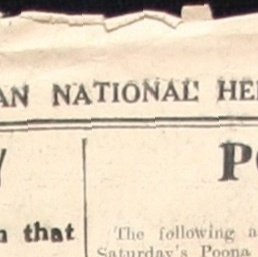 AN NATIONAL HE
Y
PO
n that
The following a
Saturday's Poona